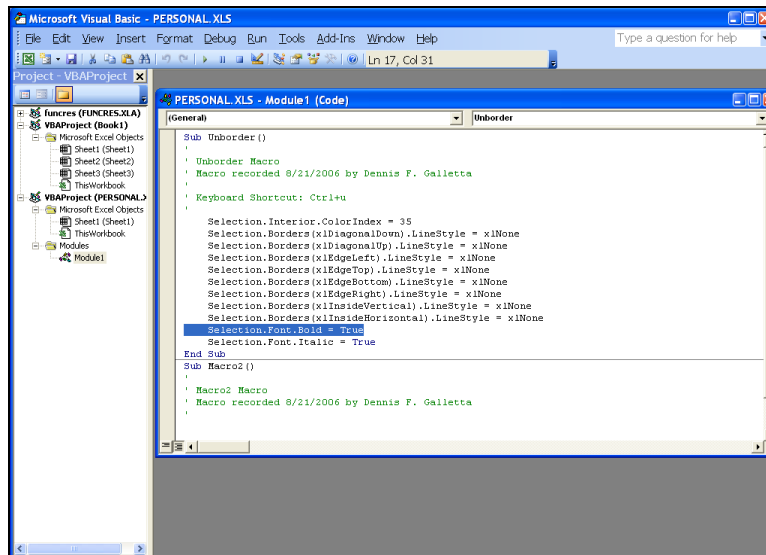 Microsoft Visual Basic - PERSONAL.XLS
File Edit View Insert Format Debug Run Tools Add-Ins Window Help
Type a question for help
Ln 17, Col 31
Project - VBAProject
funcres (FUNCRES.XLA)
VBAProject (Book1)
Microsoft Excel Objects
Sheet1 (Sheet1)
Sheet2 (Sheet2)
Sheet3 (Sheet3)
ThisWorkbook
VBAProject (PERSONAL.X
Microsoft Excel Objects
Sheet1 (Sheet1)
ThisWorkbook
Modules
Module1
PERSONAL.XLS - Module1 (Code)
(General)
Unborder
Sub Unborder()
'
' Unborder Macro
' Macro recorded 8/21/2006 by Dennis F. Galletta
'
' Keyboard Shortcut: Ctrl+u
'
Selection.Interior.ColorIndex = 35
Selection.Borders(xlDiagonalDown).LineStyle = xlNone
Selection.Borders(xlDiagonalUp).LineStyle = xlNone
Selection.Borders(xlEdgeLeft).LineStyle = xlNone
Selection.Borders(xlEdgeTop).LineStyle = xlNone
Selection.Borders(xlEdgeBottom).LineStyle = xlNone
Selection.Borders(xlEdgeRight).LineStyle = xlNone
Selection.Borders(xlInsideVertical).LineStyle = xlNone
Selection.Borders(xlInsideHorizontal).LineStyle = xlNone
Selection.Font.Bold = True
Selection.Font.Italic = True
End Sub
Sub Macro2()
'
' Macro2 Macro
' Macro recorded 8/21/2006 by Dennis F. Galletta
'